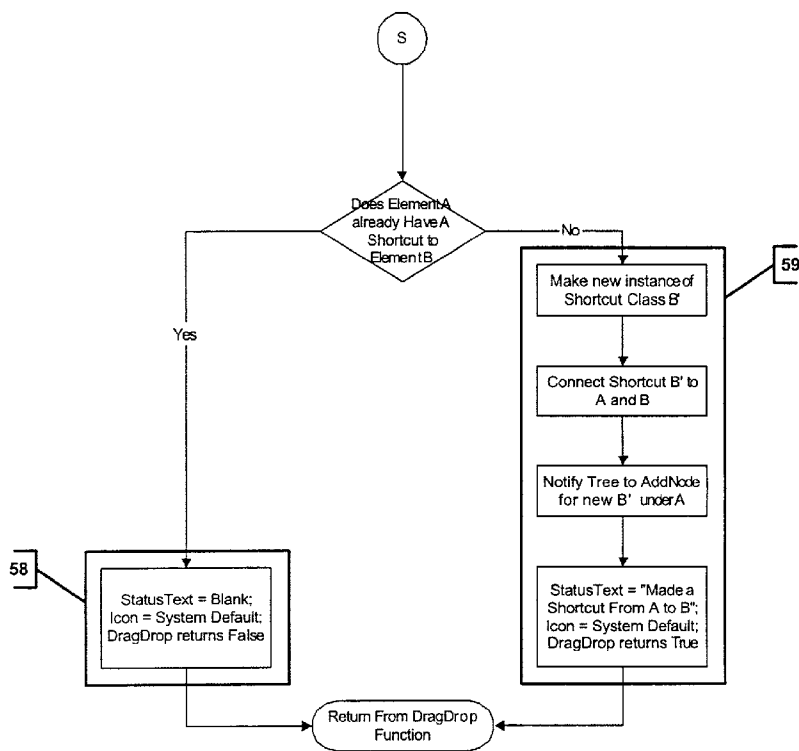 S
Does Element A
already Have A
Shortcut to
Element B
No
Yes
59
Make new instance of
Shortcut Class B'
Connect Shortcut B' to
A and B
Notify Tree to Add Node
for new B' under A
58
StatusText = Blank;
Icon = System Default;
DragDrop returns False
StatusText = "Made a
Shortcut From A to B";
Icon = System Default;
DragDrop returns True
Return From DragDrop
Function